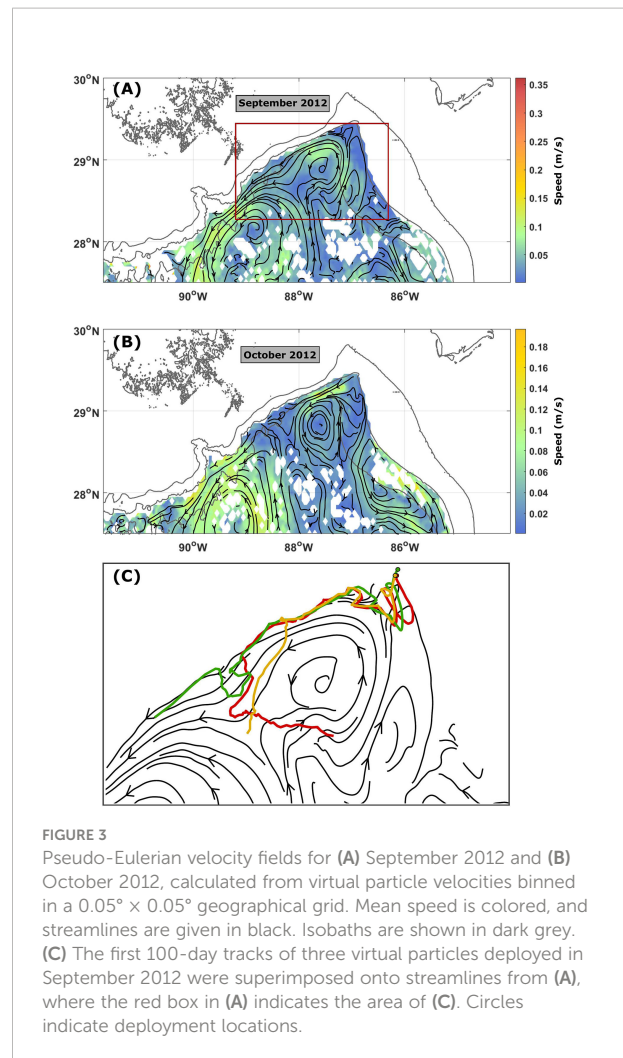 30°N
(A)
September 2012
29°N
28°N
90°W
88°W
86°W
0.35
0.3
0.25
0.2
0.15
0.1
0.05
Speed (m/s)
30°N
(B)
October 2012
29°N
28°N
90°W
88°W
86°W
0.18
0.16
0.14
0.12
0.1
0.08
0.06
0.04
0.02
Speed (m/s)
(C)
FIGURE 3
Pseudo-Eulerian velocity fields for (A) September 2012 and (B)
October 2012, calculated from virtual particle velocities binned
in a 0.05° × 0.05° geographical grid. Mean speed is colored, and
streamlines are given in black. Isobaths are shown in dark grey.
(C) The first 100-day tracks of three virtual particles deployed in
September 2012 were superimposed onto streamlines from (A),
where the red box in (A) indicates the area of (C). Circles
indicate deployment locations.